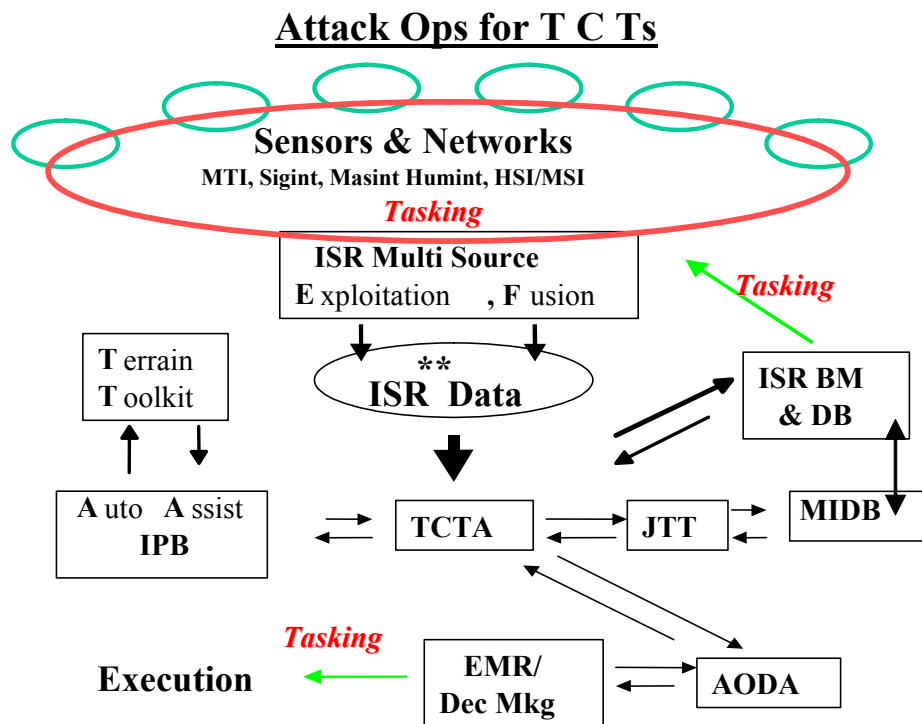 Attack Ops for T C Ts
Sensors & Networks
MTI, Sigint, Masint Humint, HSI/MSI
Tasking
ISR Multi Source
E xploitation , F usion
Tasking
T errain
T oolkit
**
ISR Data
ISR BM
& DB
A uto A ssist
IPB
TCTA
JTT
MIDB
Tasking
Execution
EMR/
Dec Mkg
AODA